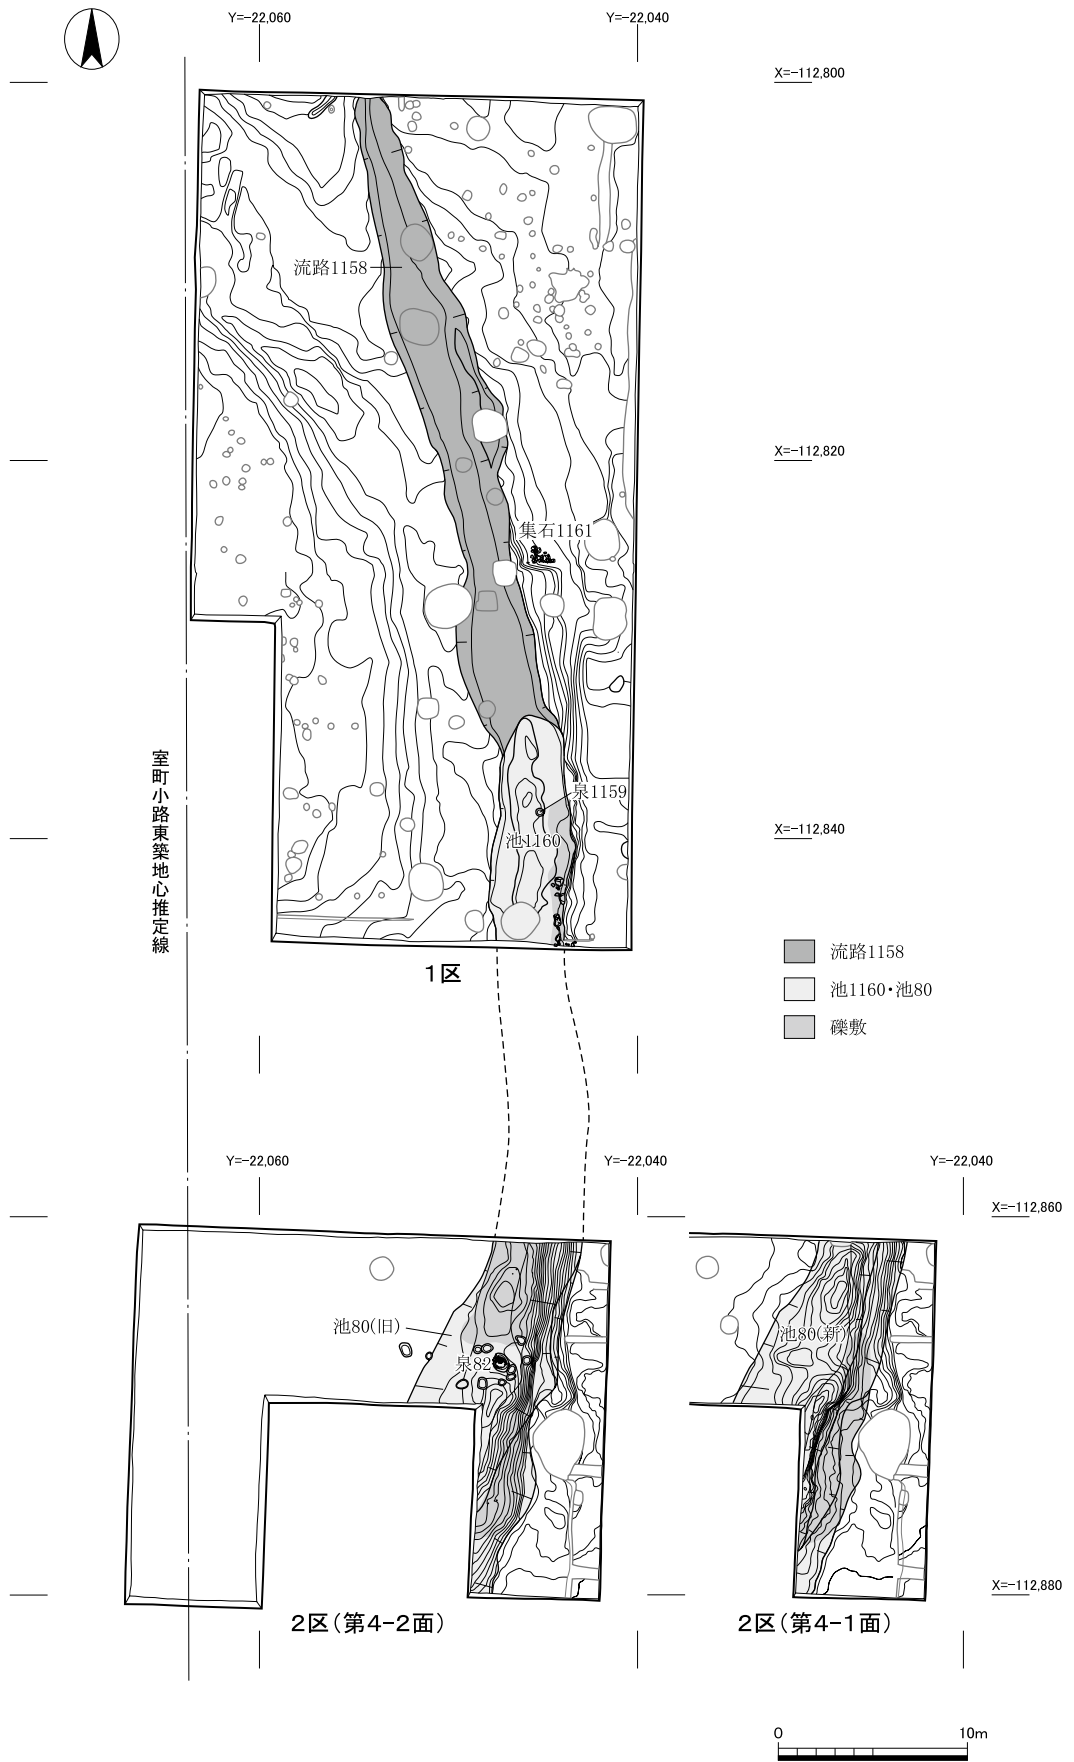 Y=-22,060
Y=-22,040
X=-112,800
流路1158
X=-112,820
集石1161
室町小路東築地心推定線
泉1159
X=-112,840
池1160
流路1158
1区
池1160・池80
礫敷
Y=-22,060
Y=-22,040
Y=-22,040
X=-112,860
池80(旧)
池80(新)
泉82
X=-112,880
2区(第4-2面)
2区(第4-1面)
0
10m